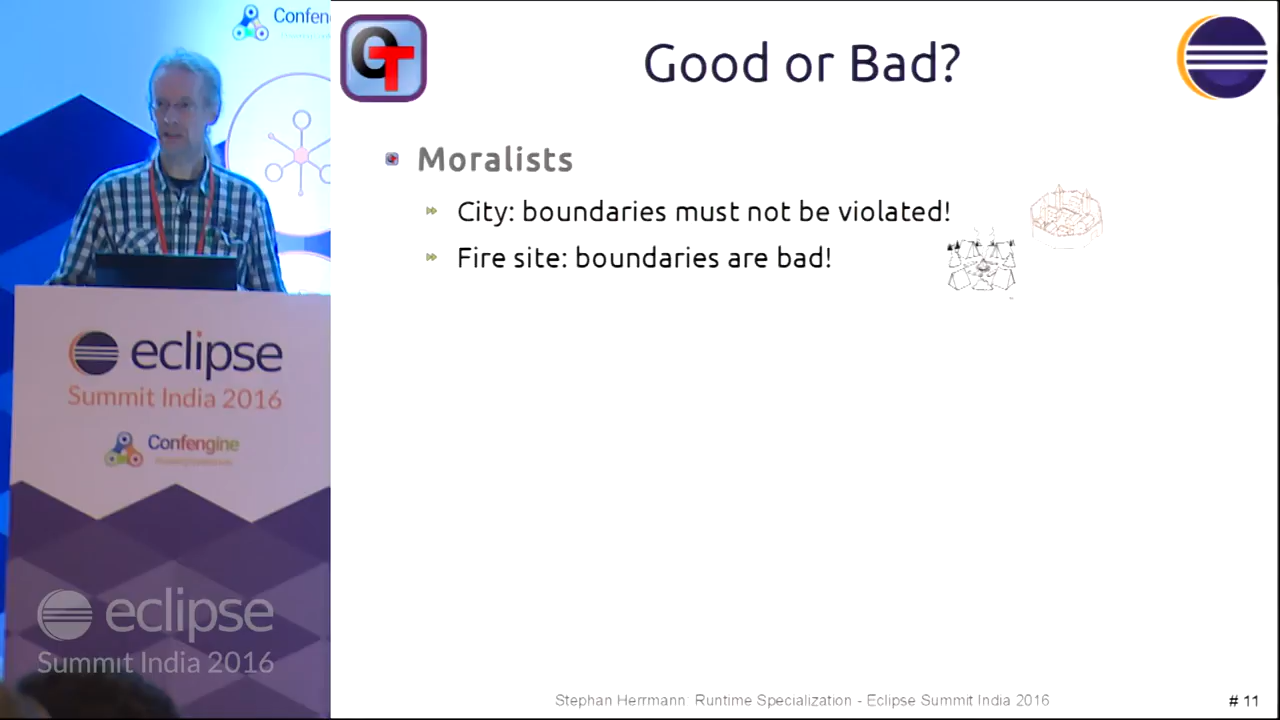 Confen
OT
Good or Bad?
Moralists
City: boundaries must not be violated!
Fire site: boundaries are bad!
eclipse
Summit India 2016
Confengine
eclipse
Summit India 2016
Stephan Herrmann: Runtime Specialization - Eclipse Summit India 2016
# 11